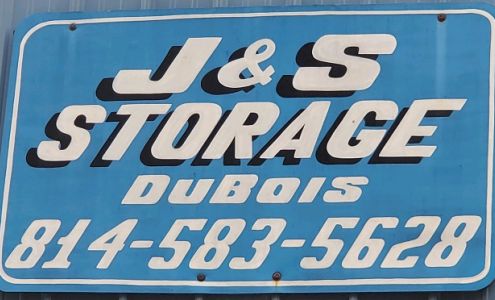 J & S
STORAGE
DUBOIS
814-583-5628